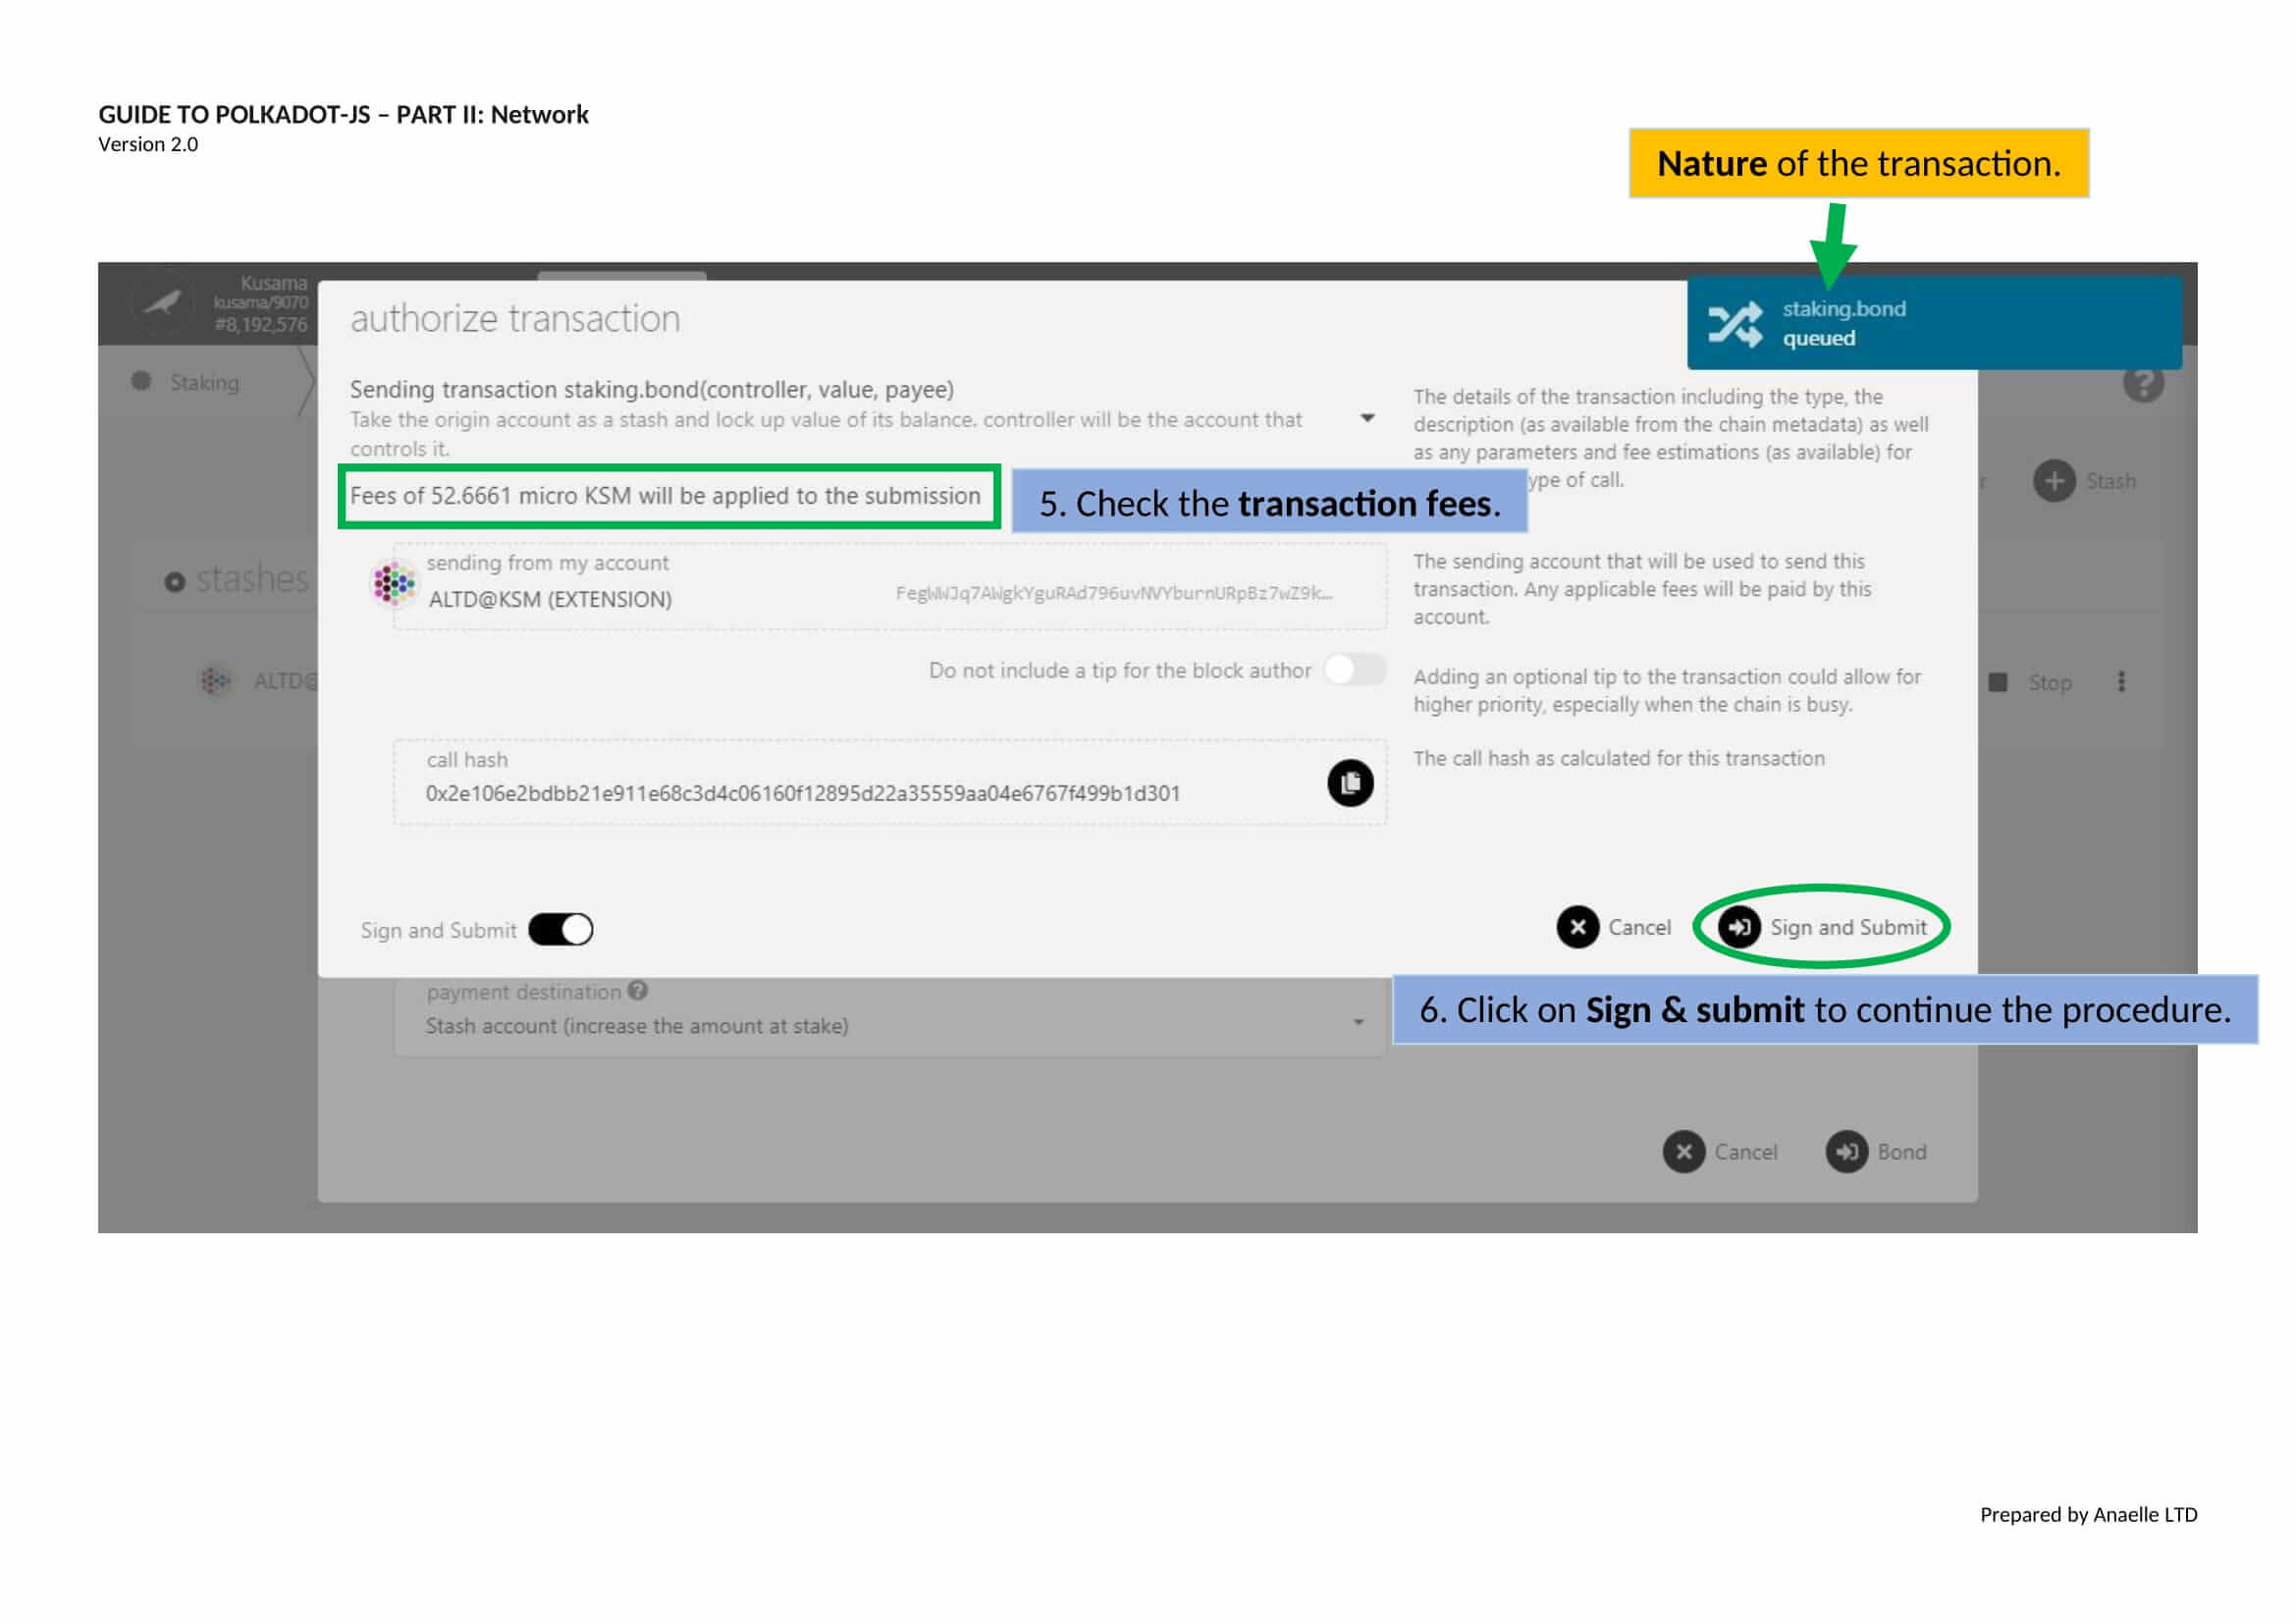 GUIDE TO POLKADOT-JS – PART II: Network
Version 2.0
Nature of the transaction.
Kusama
kusama/9070
#8,192,576
authorize transaction
staking.bond
queued
Staking
Sending transaction staking.bond(controller, value, payee)
Take the origin account as a stash and lock up value of its balance. controller will be the account that
controls it.
The details of the transaction including the type, the
description (as available from the chain metadata) as well
as any parameters and fee estimations (as available) for
ype of call.
Fees of 52.6661 micro KSM will be applied to the submission
5. Check the transaction fees.
Stash
stashes
sending from my account
ALTD@KSM (EXTENSION)
FegWWJq7AWgkYguRAd796uvNVYburnURpBz7wZ9k...
The sending account that will be used to send this
transaction. Any applicable fees will be paid by this
account.
ALTD@
Do not include a tip for the block author
Adding an optional tip to the transaction could allow for
higher priority, especially when the chain is busy.
Stop
call hash
0x2e106e2bdbb21e911e68c3d4c06160f12895d22a35559aa04e6767f499b1d301
The call hash as calculated for this transaction
Sign and Submit
Cancel
Sign and Submit
6. Click on Sign & submit to continue the procedure.
payment destination
Stash account (increase the amount at stake)
Cancel
Bond
Prepared by Anaelle LTD